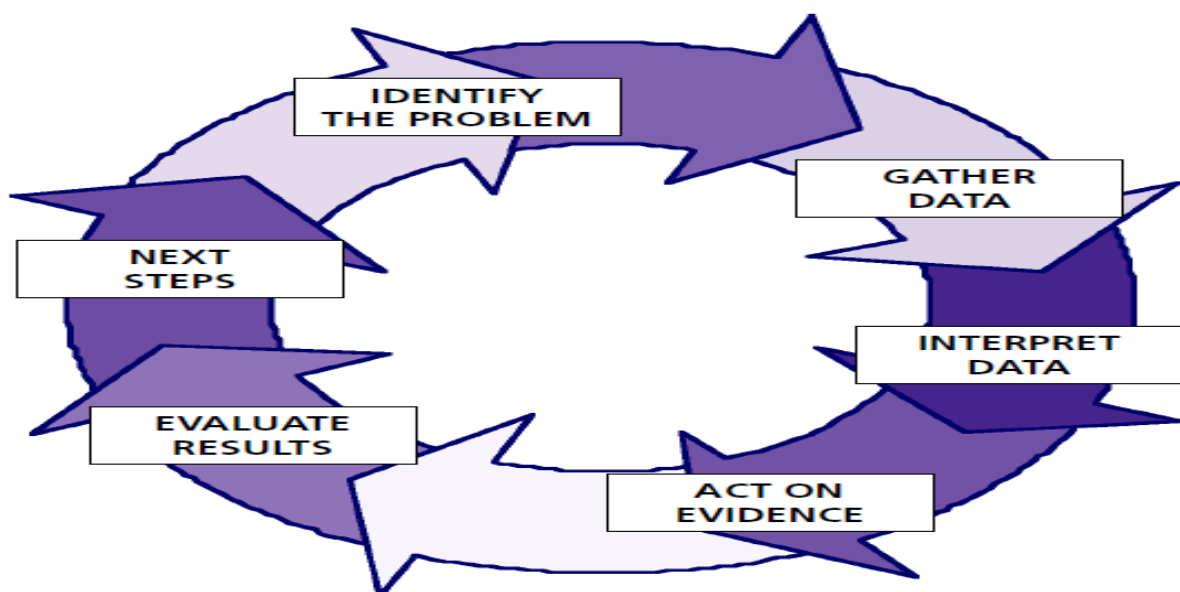 IDENTIFY
THE PROBLEM
GATHER
DATA
INTERPRET
DATA
ACT ON
EVIDENCE
EVALUATE
RESULTS
NEXT
STEPS